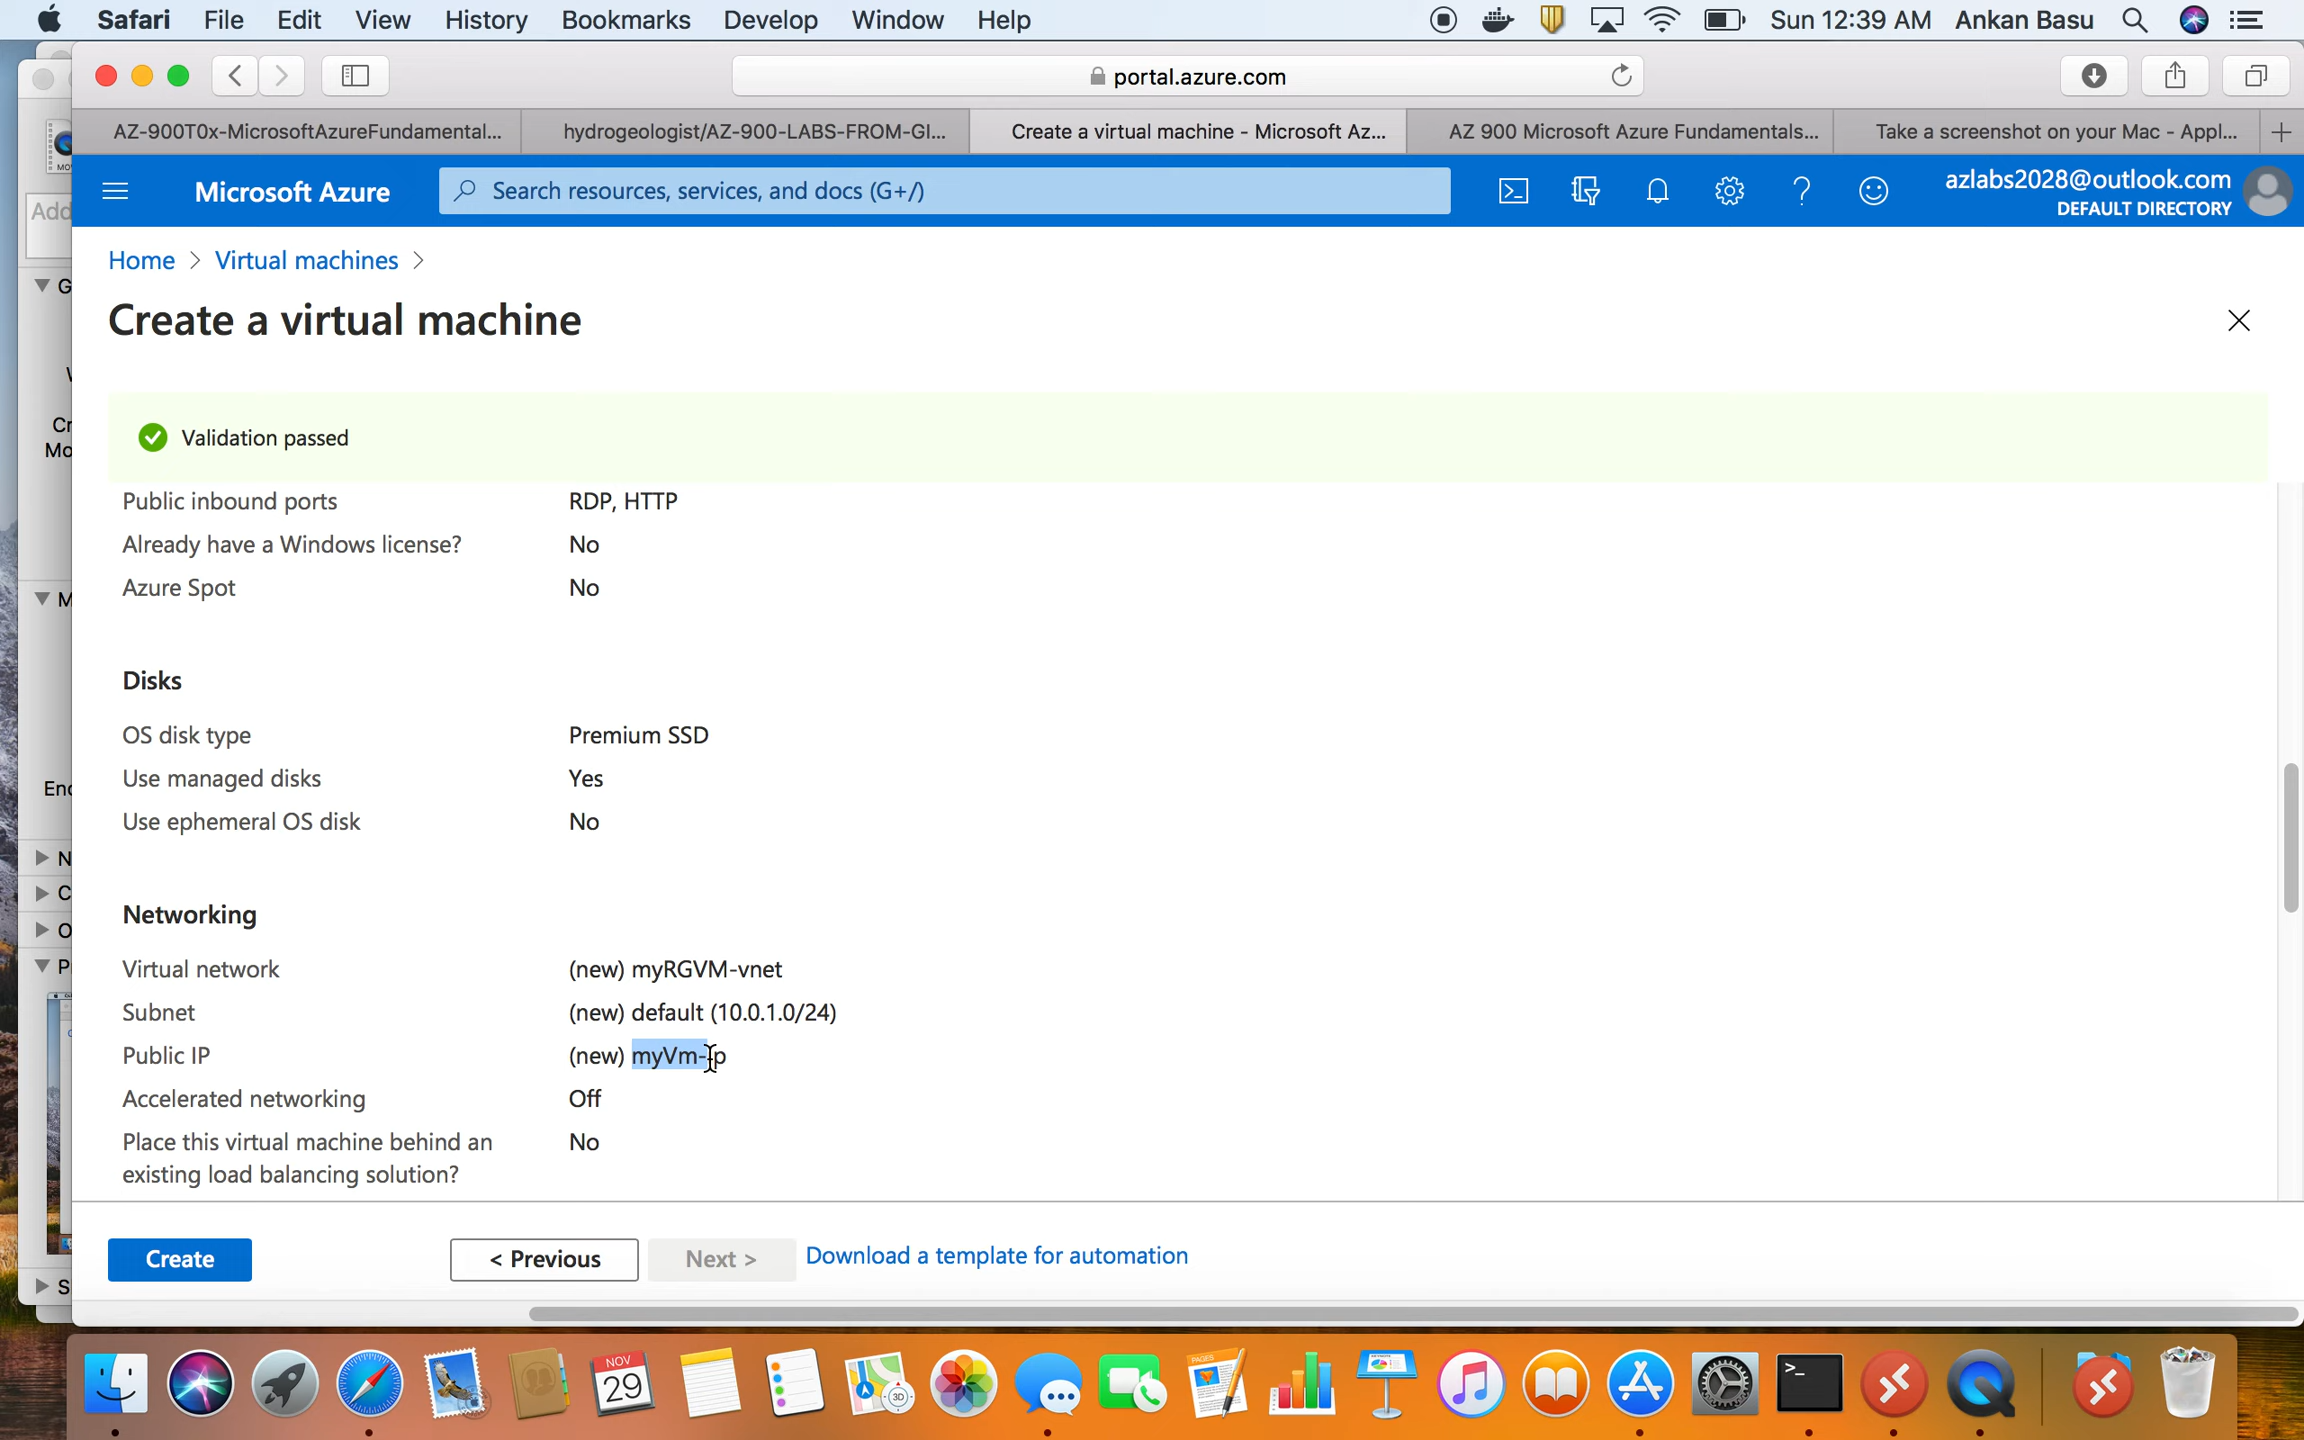 Safari File Edit View History Bookmarks Develop Window Help Sun 12:39 AM Ankan Basu
portal.azure.com
AZ-900T0x-MicrosoftAzureFundamental... hydrogeologist/AZ-900-LABS-FROM-GI... Create a virtual machine - Microsoft Az... AZ 900 Microsoft Azure Fundamentals... Take a screenshot on your Mac - Appl...
Microsoft Azure Search resources, services, and docs (G+/) azlabs2028@outlook.com
DEFAULT DIRECTORY
Home > Virtual machines >
Create a virtual machine
Validation passed
Public inbound ports RDP, HTTP
Already have a Windows license? No
Azure Spot No
Disks
OS disk type Premium SSD
Use managed disks Yes
Use ephemeral OS disk No
Networking
Virtual network (new) myRGVM-vnet
Subnet (new) default (10.0.1.0/24)
Public IP (new) myVm-ip
Accelerated networking Off
Place this virtual machine behind an No
existing load balancing solution?
Create < Previous Next > Download a template for automation
NOV
29
3D
PAGES